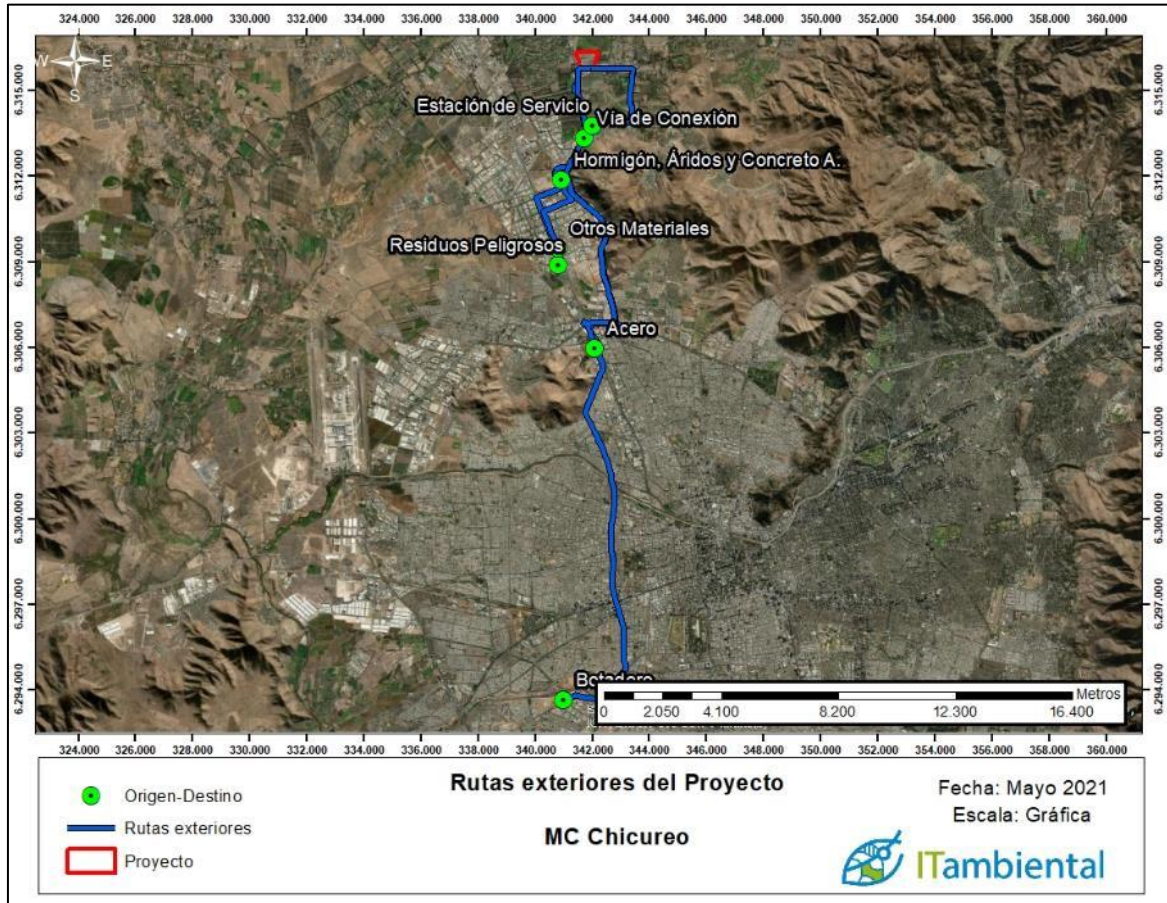 324.000 326.000 328.000 330.000 332.000 334.000 336.000 338.000 340.000 342.000 344.000 346.000 348.000 350.000 352.000 354.000 356.000 358.000 360.000
W E
S
6.315.000 6.315.000
Estación de Servicio
Vía de Conexión
Hormigón, Áridos y Concreto A.
6.312.000 6.312.000
Otros Materiales
Residuos Peligrosos
6.309.000 6.309.000
Acero
6.306.000 6.306.000
6.303.000 6.303.000
6.300.000 6.300.000
6.297.000 6.297.000
6.294.000 6.294.000
Botadero
Metros
0 2.050 4.100 8.200 12.300 16.400
324.000 326.000 328.000 330.000 332.000 334.000 336.000 338.000 340.000 342.000 344.000 346.000 348.000 350.000 352.000 354.000 356.000 358.000 360.000
Origen-Destino
Rutas exteriores
Proyecto
Rutas exteriores del Proyecto
MC Chicureo
Fecha: Mayo 2021
Escala: Gráfica
ITambiental